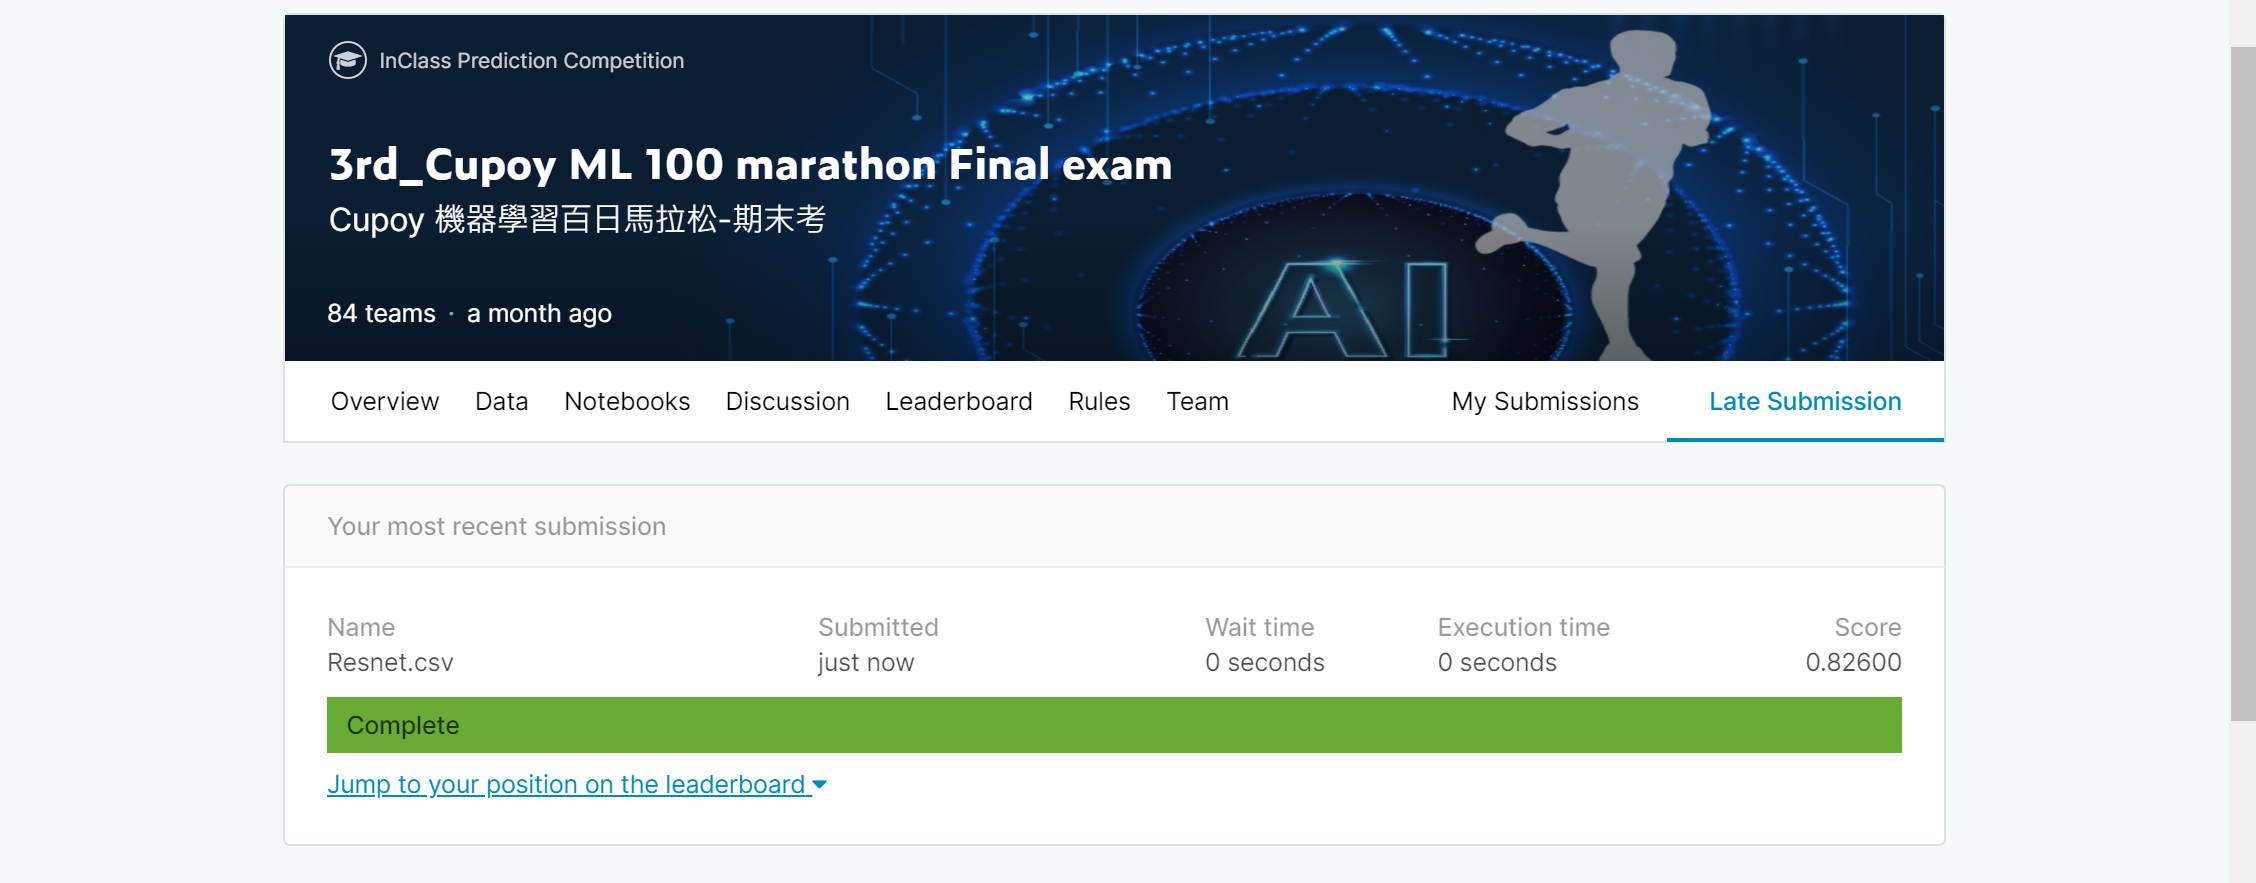 InClass Prediction Competition
3rd_Cupoy ML 100 marathon Final exam
Cupoy 機器學習百日馬拉松-期末考
84 teams · a month ago
AI
Overview Data Notebooks Discussion Leaderboard Rules Team My Submissions Late Submission
Your most recent submission
Name Submitted Wait time Execution time Score
Resnet.csv just now 0 seconds 0 seconds 0.82600
Complete
Jump to your position on the leaderboard